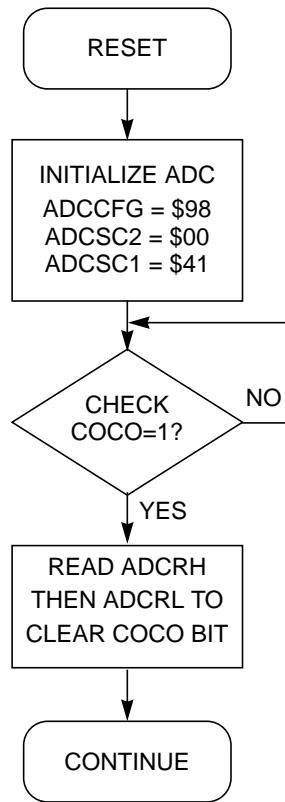 RESET
INITIALIZE ADC
ADCCFG = $98
ADCSC2 = $00
ADCSC1 = $41
CHECK
COCO=1?
NO
YES
READ ADCRH
THEN ADCRL TO
CLEAR COCO BIT
CONTINUE